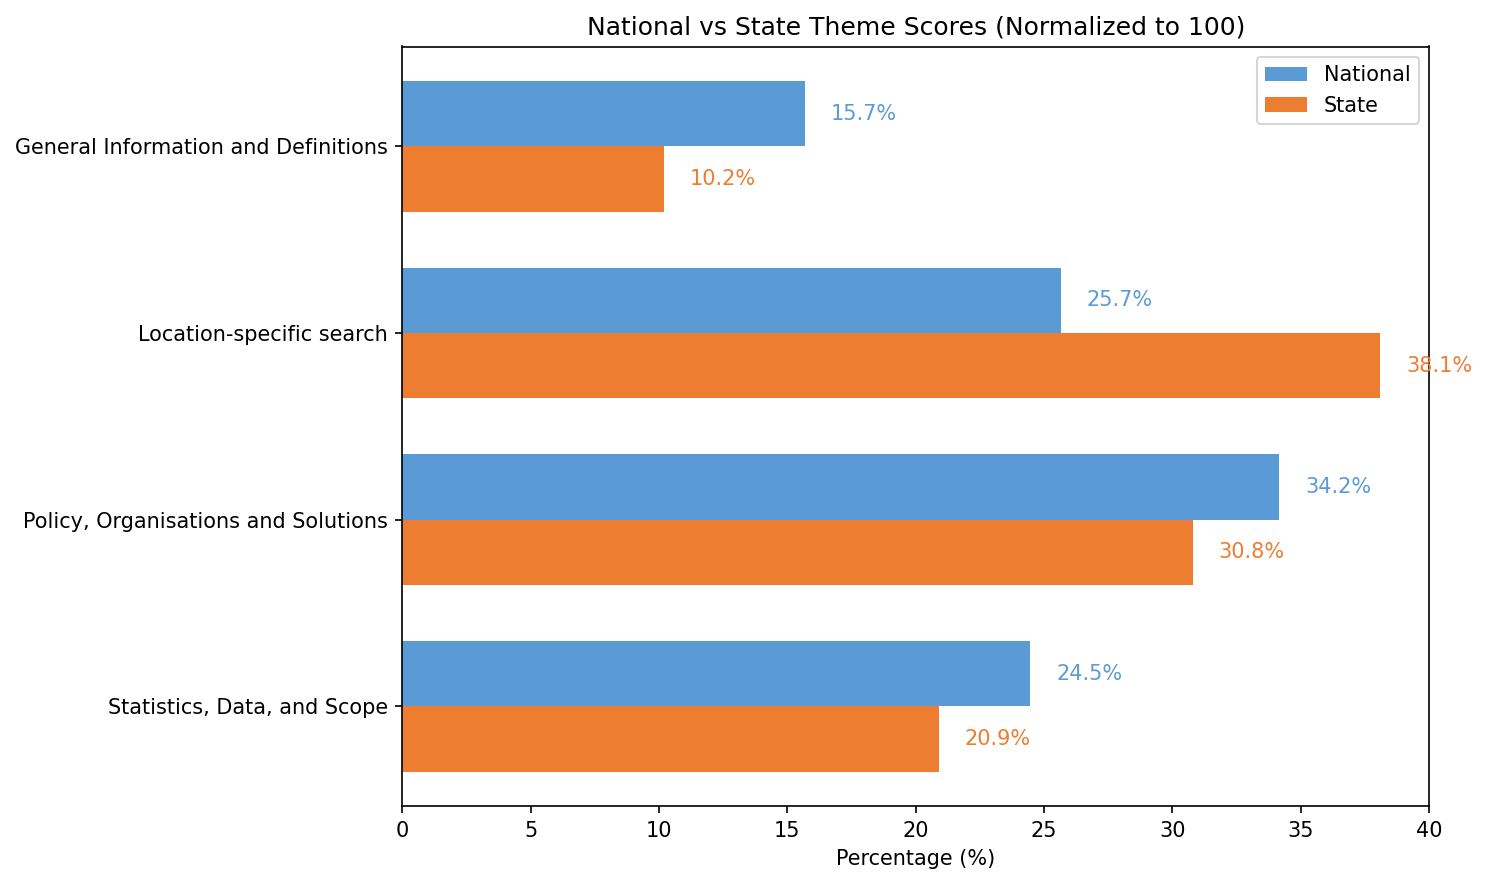 National vs State Theme Scores (Normalized to 100)
National
State
General Information and Definitions
15.7%
10.2%
Location-specific search
25.7%
38.1%
Policy, Organisations and Solutions
34.2%
30.8%
Statistics, Data, and Scope
24.5%
20.9%
0 5 10 15 20 25 30 35 40
Percentage (%)